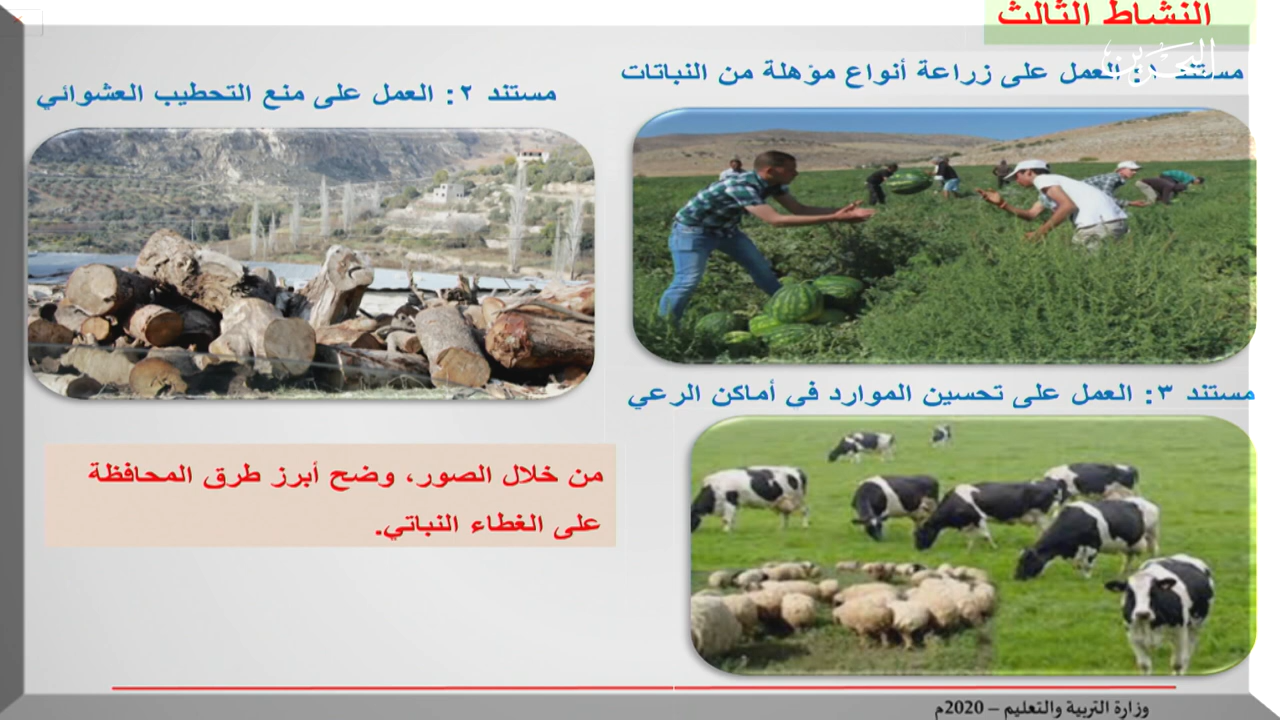 النشاط الثالث
البحرين
مستند ١: العمل على زراعة أنواع مؤهلة من النباتات
مستند ٢: العمل على منع التحطيب العشوائي
مستند ٣: العمل على تحسين الموارد في أماكن الرعي
من خلال الصور، وضح أبرز طرق المحافظة
على الغطاء النباتي.
وزارة التربية والتعليم – 2020م